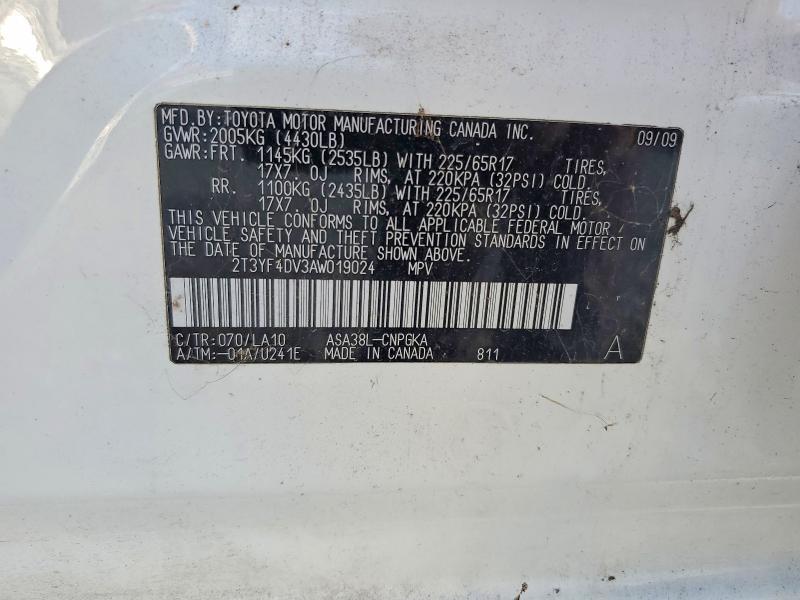 MFD.BY:TOYOTA MOTOR MANUFACTURING CANADA INC. 09/09
GVWR:2005KG (4430LB)
GAWR:FRT. 1145KG (2535LB) WITH 225/65R17 TIRES,
17X7.0J RIMS, AT 220KPA (32PSI) COLD.
RR. 1100KG (2435LB) WITH 225/65R17 TIRES,
17X7.0J RIMS, AT 220KPA (32PSI) COLD.
THIS VEHICLE CONFORMS TO ALL APPLICABLE FEDERAL MOTOR
VEHICLE SAFETY AND THEFT PREVENTION STANDARDS IN EFFECT ON
THE DATE OF MANUFACTURE SHOWN ABOVE.
2T3YF4DV3AW019024 MPV
C/TR:070/LA10 ASA38L-CNPGKA
A/TM:-01A/U241E MADE IN CANADA 811 A